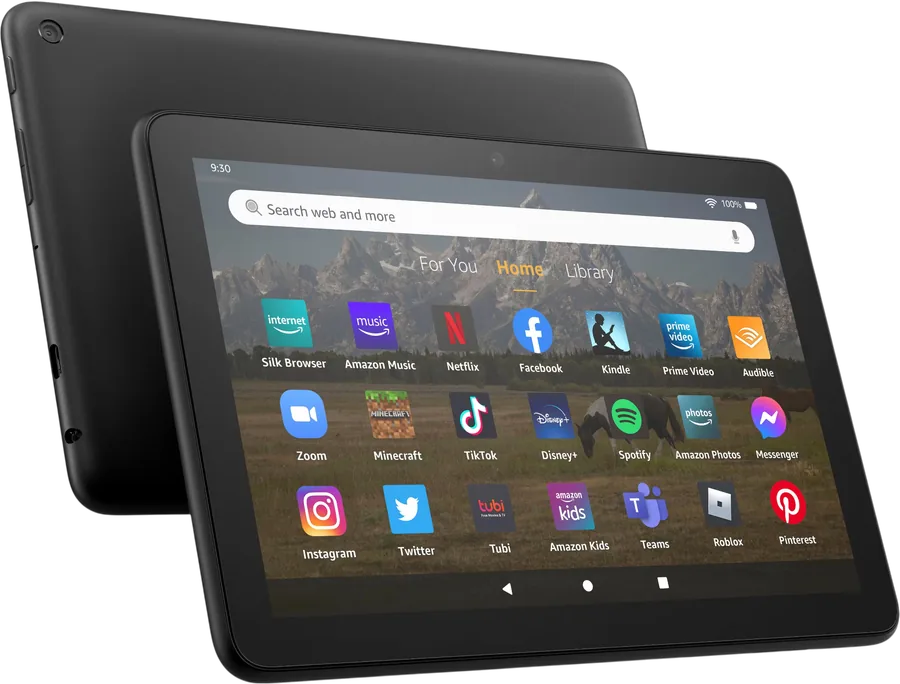 9:30
100%
Search web and more
For You Home Library
internet
music
prime
video
Silk Browser
Amazon Music
Netflix
Facebook
Kindle
Prime Video
Audible
MINECRAFT
Disney+
photos
Zoom
Minecraft
TikTok
Disney+
Spotify
Amazon Photos
Messenger
tubi
amazon
kids
T
Instagram
Twitter
Tubi
Amazon Kids
Teams
Roblox
Pinterest